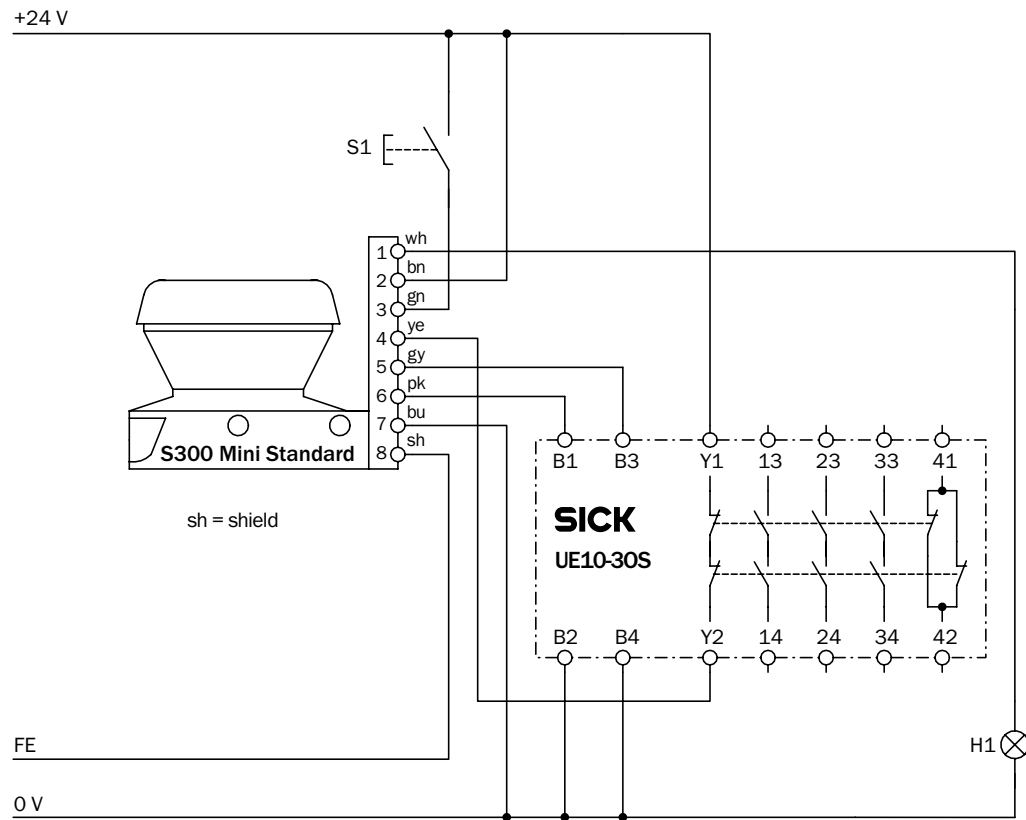 +24 V
S1
1 wh
2 bn
3 gn
4 ye
5 gy
6 pk
7 bu
8 sh
S300 Mini Standard
sh = shield
B1 B3 Y1 13 23 33 41
SICK
UE10-30S
B2 B4 Y2 14 24 34 42
FE
H1
0 V